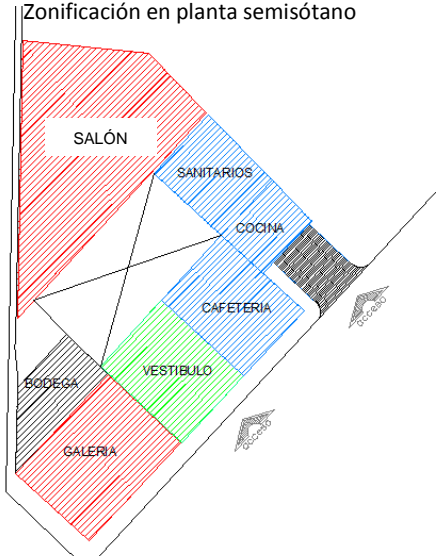 Zonificación en planta semisótano
SALÓN
SANITARIOS
COCINA
CAFETERIA
VESTIBULO
BODEGA
GALERIA
acceso
acceso